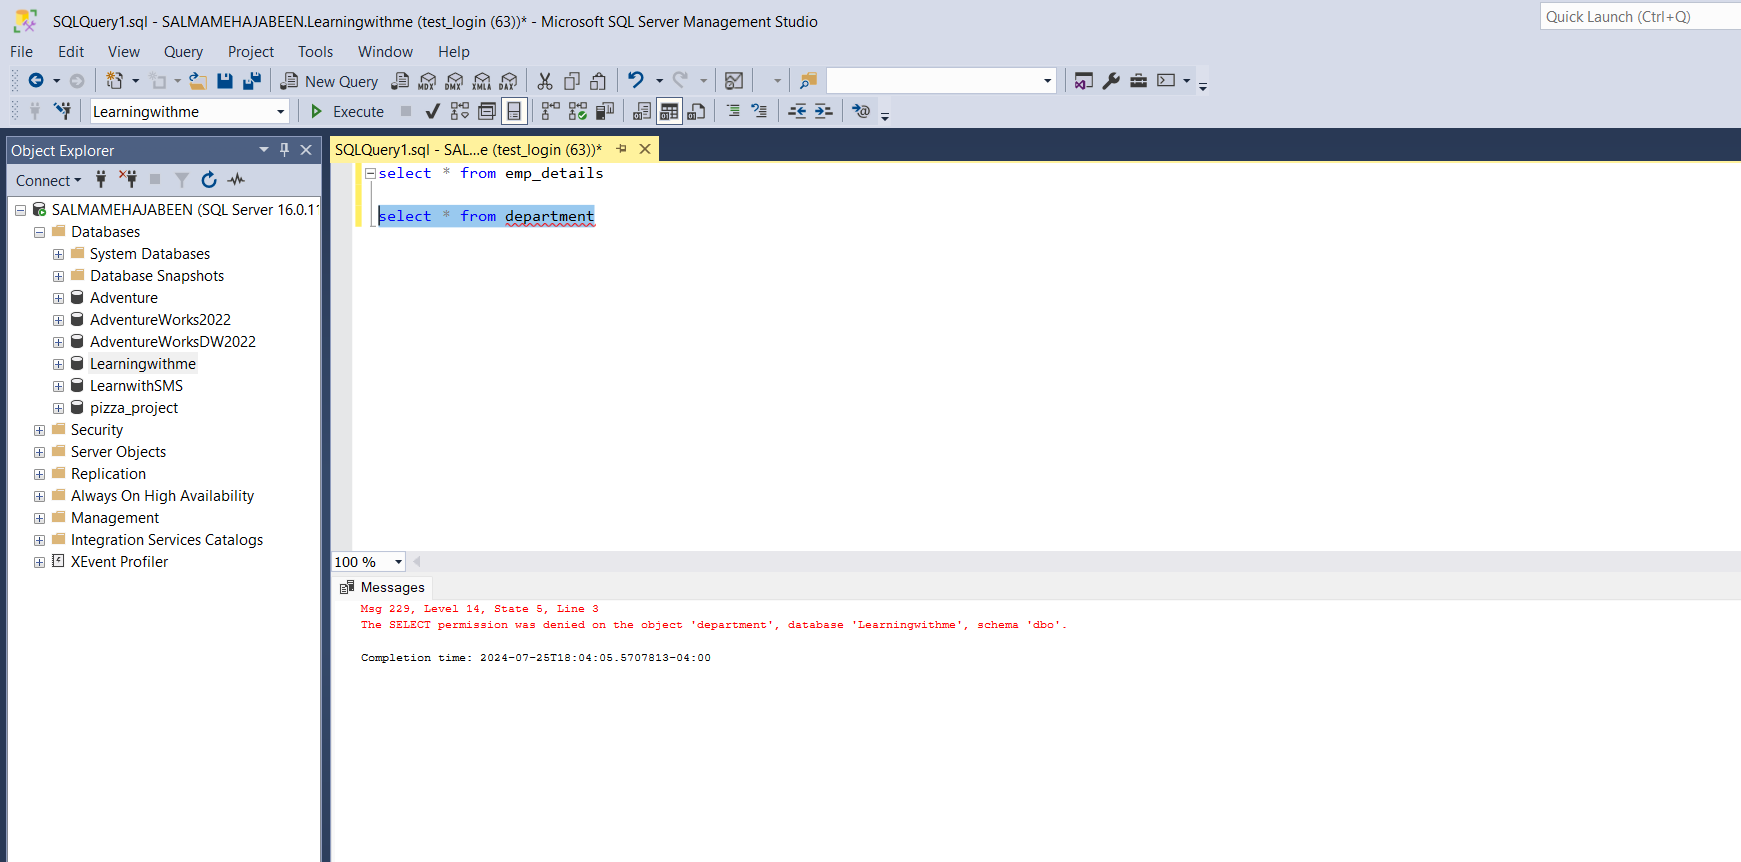 SQLQuery1.sql - SALMAMEHAJABEEN.Learningwithme (test_login (63))* - Microsoft SQL Server Management Studio
Quick Launch (Ctrl+Q)
File Edit View Query Project Tools Window Help
New Query MDX DMX XMLA DAX
Learningwithme Execute
Object Explorer
SQLQuery1.sql - SAL...e (test_login (63))*
Connect
select * from emp_details
select * from department
SALMAMEHAJABEEN (SQL Server 16.0.11
Databases
System Databases
Database Snapshots
Adventure
AdventureWorks2022
AdventureWorksDW2022
Learningwithme
LearnwithSMS
pizza_project
Security
Server Objects
Replication
Always On High Availability
Management
Integration Services Catalogs
XEvent Profiler
100 %
Messages
Msg 229, Level 14, State 5, Line 3
The SELECT permission was denied on the object 'department', database 'Learningwithme', schema 'dbo'.
Completion time: 2024-07-25T18:04:05.5707813-04:00